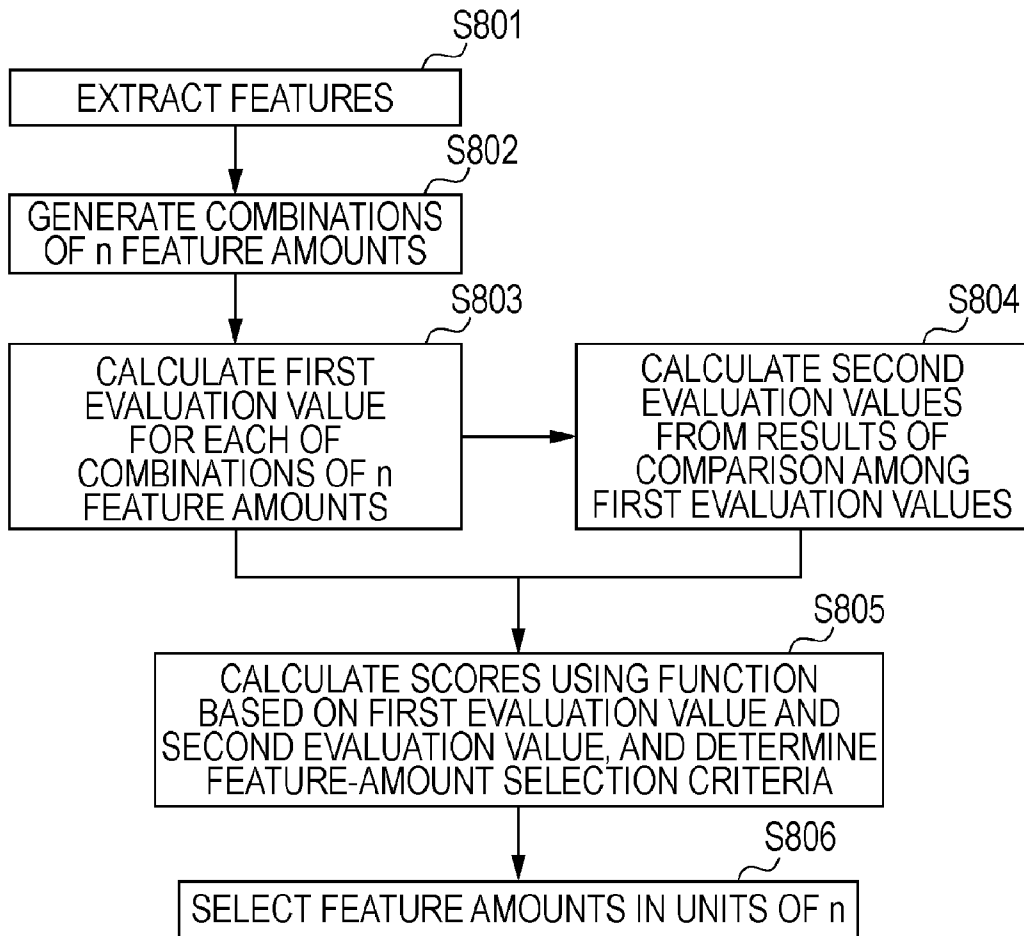 S801
EXTRACT FEATURES
S802
GENERATE COMBINATIONS
OF n FEATURE AMOUNTS
S803
CALCULATE FIRST
EVALUATION VALUE
FOR EACH OF
COMBINATIONS OF n
FEATURE AMOUNTS
S804
CALCULATE SECOND
EVALUATION VALUES
FROM RESULTS OF
COMPARISON AMONG
FIRST EVALUATION VALUES
S805
CALCULATE SCORES USING FUNCTION
BASED ON FIRST EVALUATION VALUE AND
SECOND EVALUATION VALUE, AND DETERMINE
FEATURE-AMOUNT SELECTION CRITERIA
S806
SELECT FEATURE AMOUNTS IN UNITS OF n